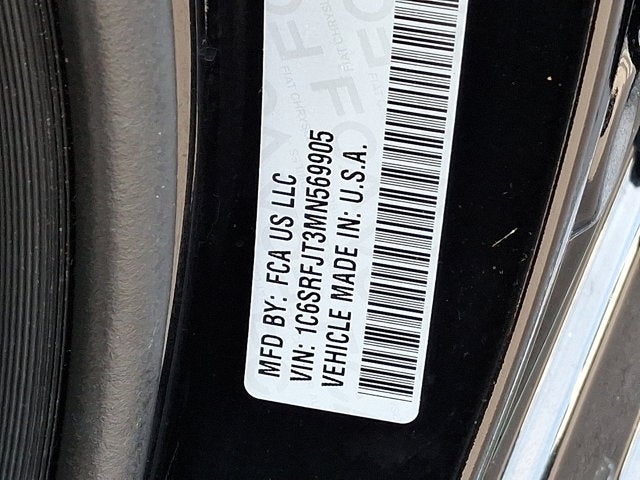 MFD BY: FCA US LLC
VIN: 1C6SRFJT3MN569905
VEHICLE MADE IN: U.S.A.